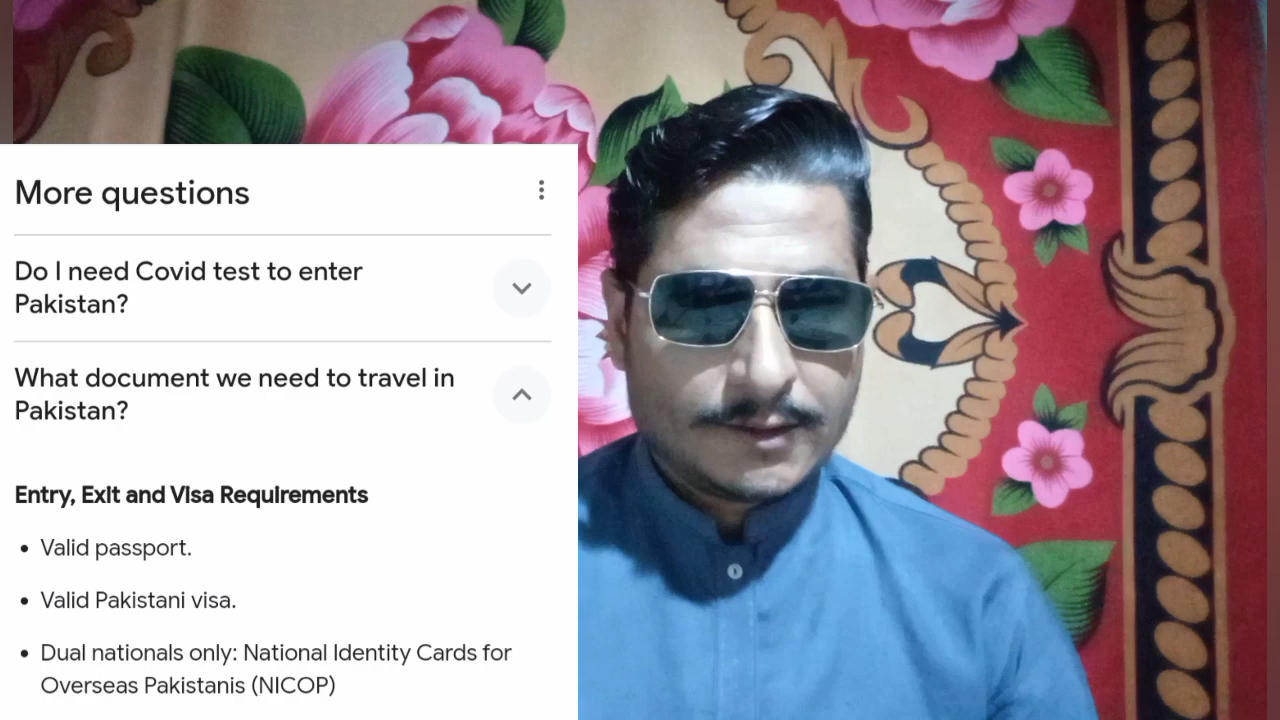 More questions
Do I need Covid test to enter
Pakistan?
What document we need to travel in
Pakistan?
Entry, Exit and Visa Requirements
Valid passport.
Valid Pakistani visa.
Dual nationals only: National Identity Cards for
Overseas Pakistanis (NICOP)